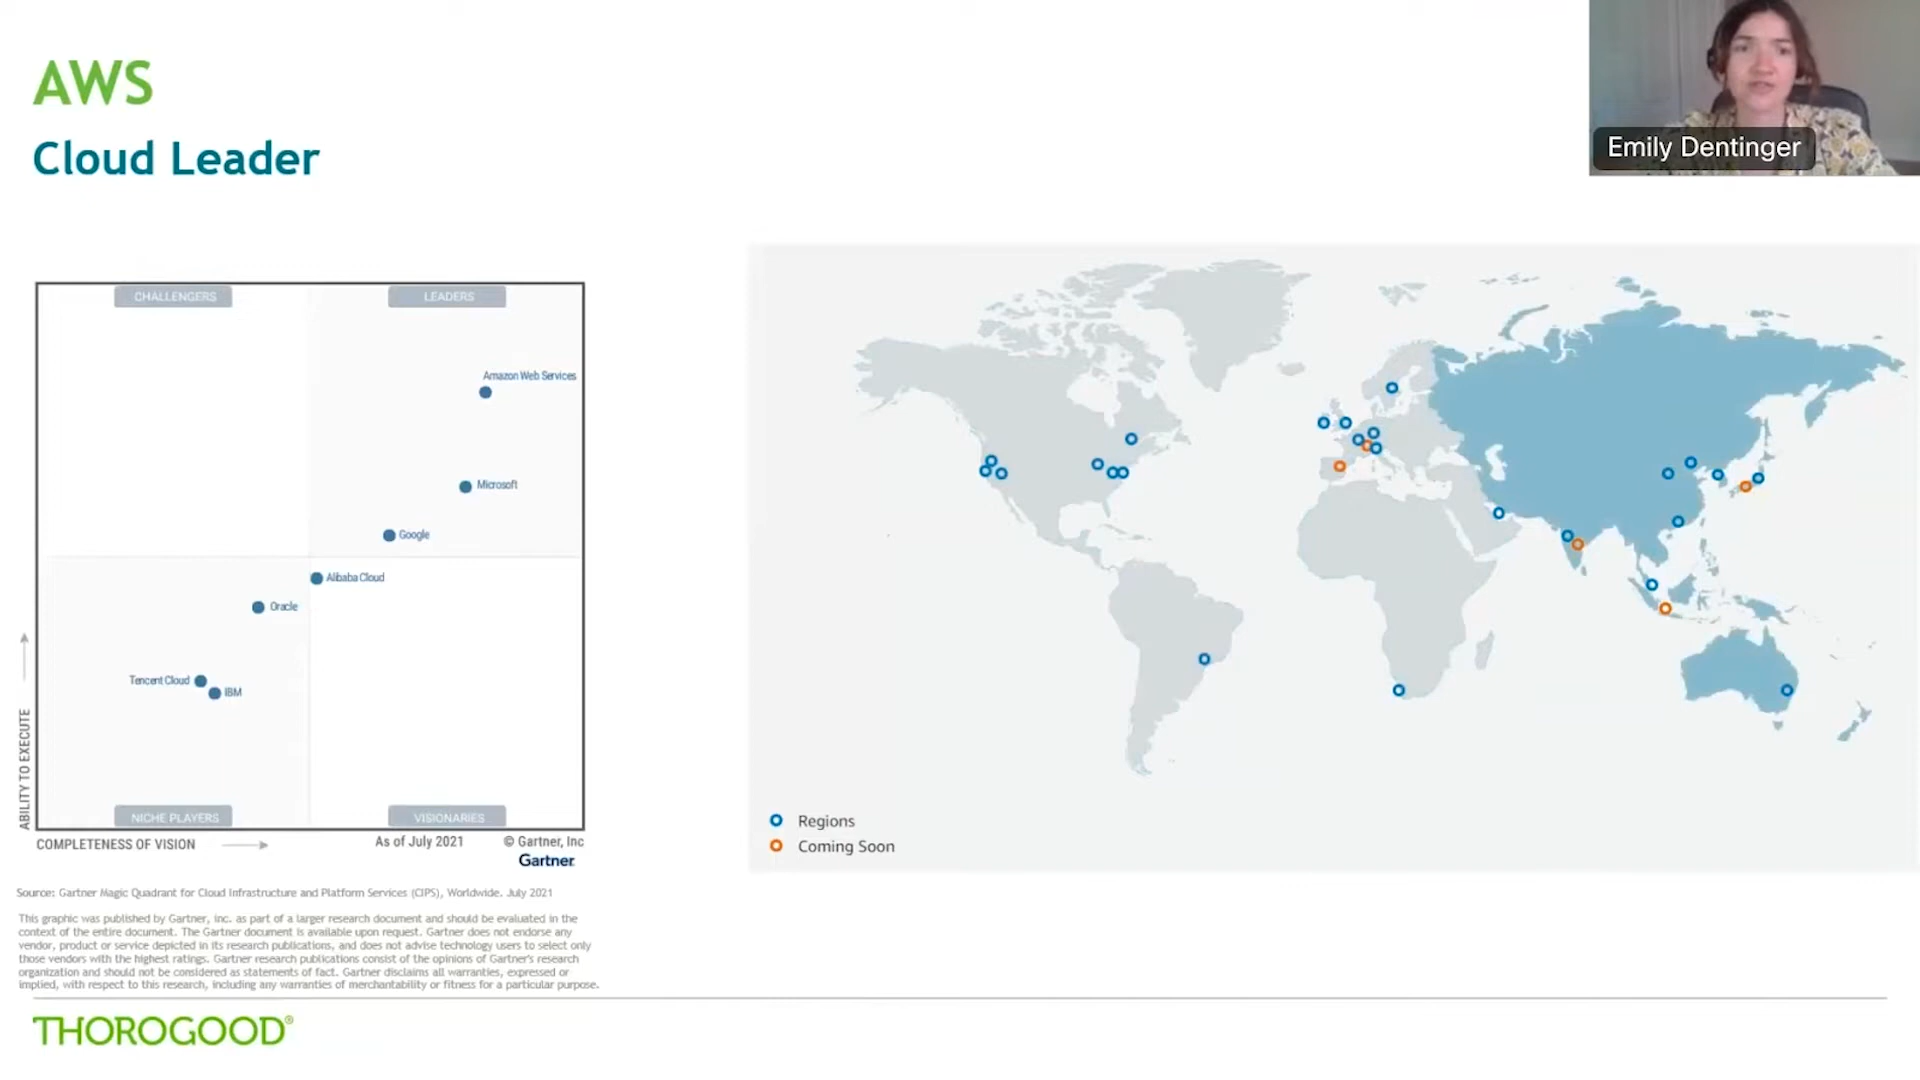 AWS
Cloud Leader
Emily Dentinger
CHALLENGERS
LEADERS
Amazon Web Services
Microsoft
Google
Alibaba Cloud
Oracle
Tencent Cloud
IBM
ABILITY TO EXECUTE
NICHE PLAYERS
VISIONARIES
COMPLETENESS OF VISION
As of July 2021
© Gartner, Inc
Gartner
Source: Gartner Magic Quadrant for Cloud Infrastructure and Platform Services (CIPS), Worldwide. July 2021
This graphic was published by Gartner, inc. as part of a larger research document and should be evaluated in the
context of the entire document. The Gartner document is available upon request. Gartner does not endorse any
vendor, product or service depicted in its research publications, and does not advise technology users to select only
those vendors with the highest ratings. Gartner research publications consist of the opinions of Gartner's research
organization and should not be considered as statements of fact. Gartner disclaims all warranties, expressed or
implied, with respect to this research, including any warranties of merchantability or fitness for a particular purpose.
Regions
Coming Soon
THOROGOOD®